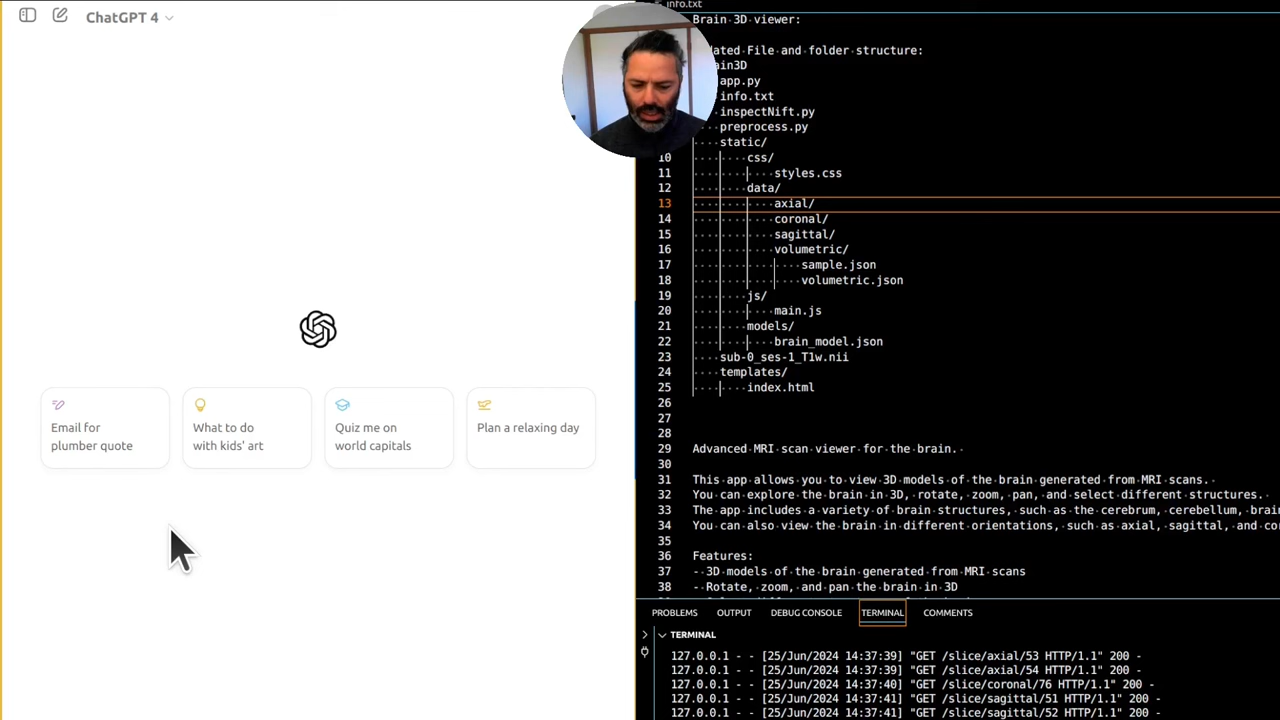 ChatGPT 4
Email for
plumber quote
What to do
with kids' art
Quiz me on
world capitals
Plan a relaxing day
info.txt
Brain 3D viewer:
File and folder structure:
app.py
info.txt
inspectNift.py
preprocess.py
static/
10 css/
11 styles.css
12 data/
13 axial/
14 coronal/
15 sagittal/
16 volumetric/
17 sample.json
18 volumetric.json
19 js/
20 main.js
21 models/
22 brain_model.json
23 sub-0_ses-1_T1w.nii
24 templates/
25 index.html
26
27
28
29 Advanced MRI scan viewer for the brain.
30
31 This app allows you to view 3D models of the brain generated from MRI scans.
32 You can explore the brain in 3D, rotate, zoom, pan, and select different structures.
33 The app includes a variety of brain structures, such as the cerebrum, cerebellum,
34 You can also view the brain in different orientations, such as axial, sagittal, and
35
36 Features:
37 - 3D models of the brain generated from MRI scans
38 - Rotate, zoom, and pan the brain in 3D
PROBLEMS OUTPUT DEBUG CONSOLE TERMINAL COMMENTS
TERMINAL
127.0.0.1 - - [25/Jun/2024 14:37:39] "GET /slice/axial/53 HTTP/1.1" 200 -
127.0.0.1 - - [25/Jun/2024 14:37:39] "GET /slice/axial/54 HTTP/1.1" 200 -
127.0.0.1 - - [25/Jun/2024 14:37:40] "GET /slice/coronal/76 HTTP/1.1" 200 -
127.0.0.1 - - [25/Jun/2024 14:37:41] "GET /slice/sagittal/51 HTTP/1.1" 200 -
127.0.0.1 - - [25/Jun/2024 14:37:41] "GET /slice/sagittal/52 HTTP/1.1" 200 -